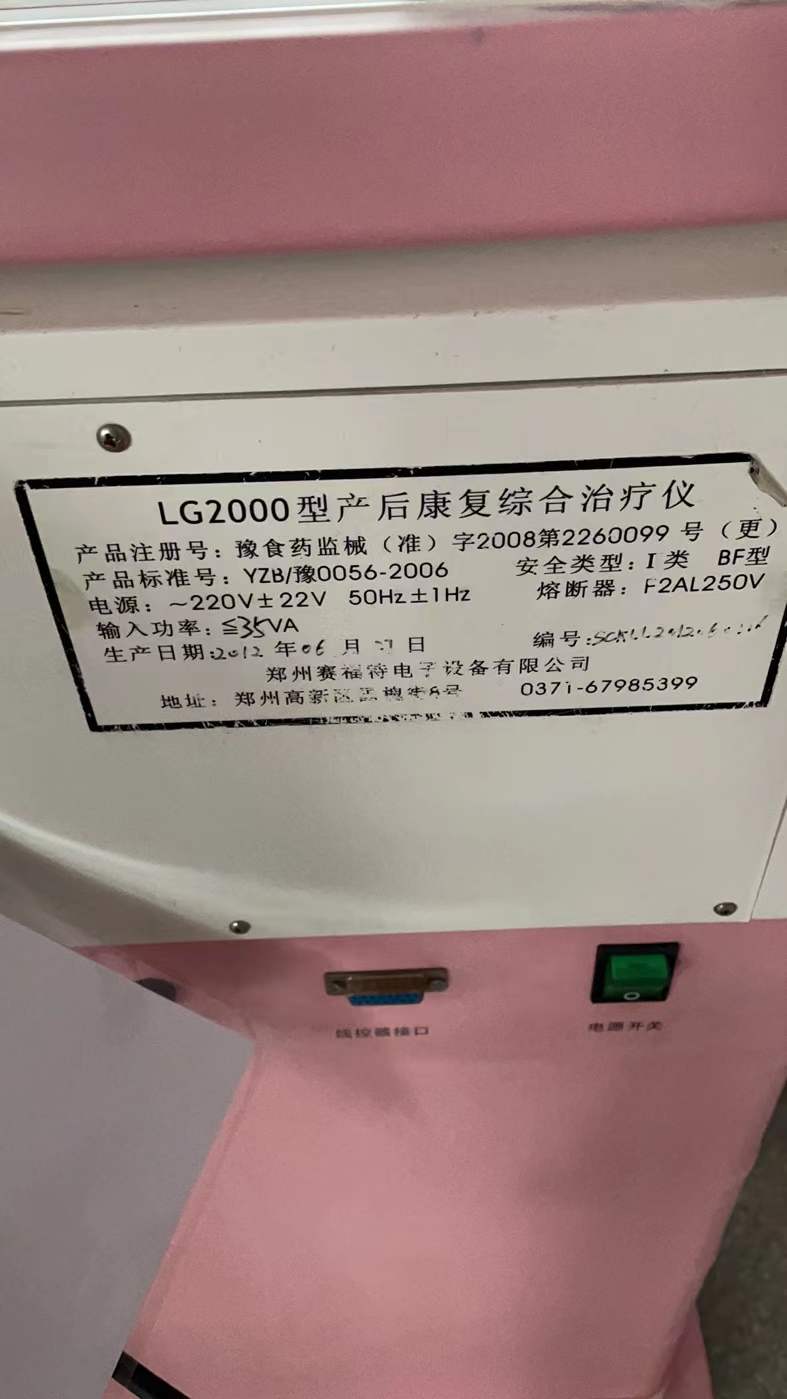 LG2000型产后康复综合治疗仪
产品注册号：豫食药监械（准）字2008第2260099 号（更）
产品标准号：YZB/豫0056-2006 安全类型：I类 BF型
电源：~220V±22V 50Hz±1Hz 熔断器：F2AL250V
输入功率：≦35VA
生产日期：2012 年 06 月 日 编号：
郑州赛福特电子设备有限公司
地址：郑州高新区 号 0371-67985399
线控器接口
电源开关